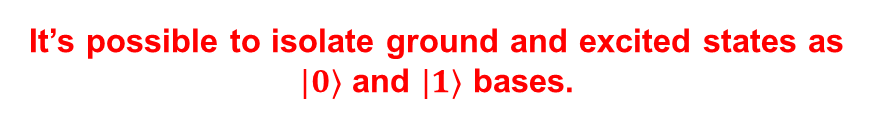 It’s possible to isolate ground and excited states as
|0⟩ and |1⟩ bases.